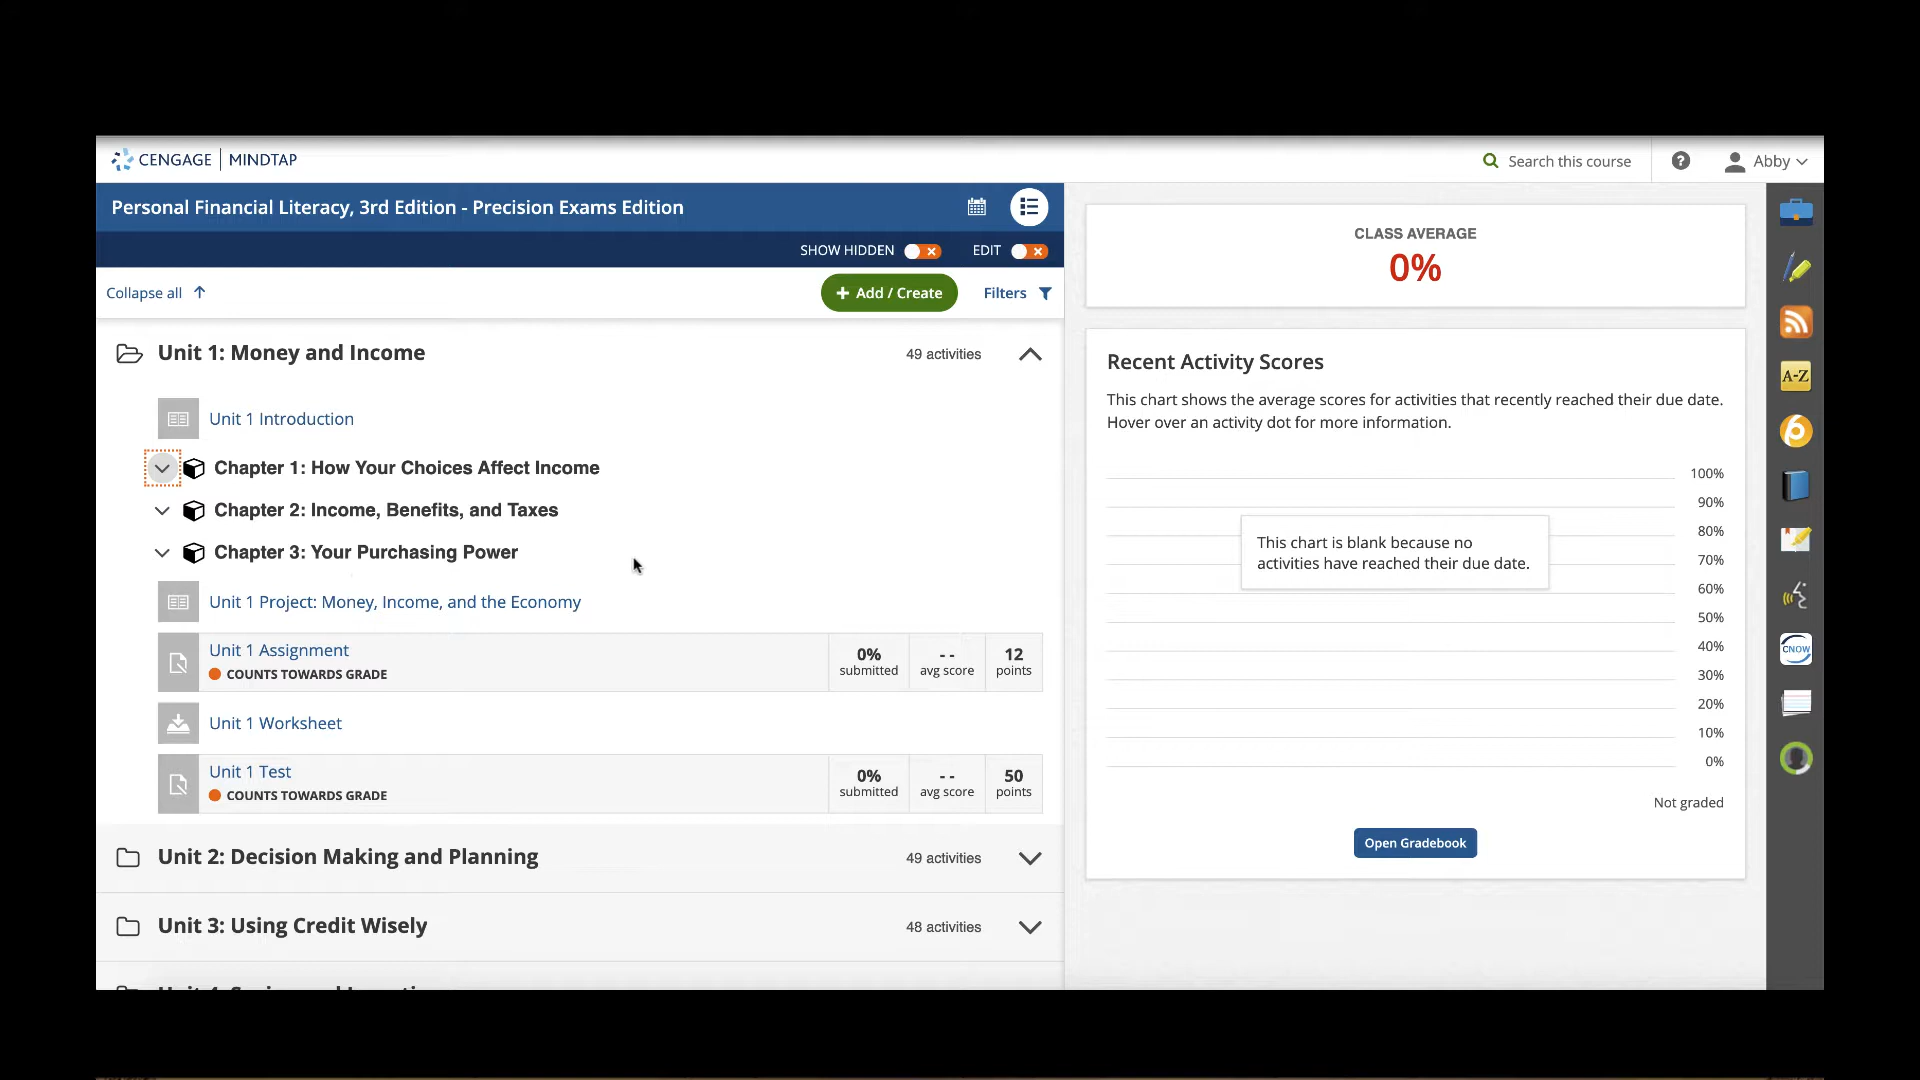 CENGAGE | MINDTAP
Search this course
Abby
Personal Financial Literacy, 3rd Edition - Precision Exams Edition
SHOW HIDDEN
EDIT
Collapse all
+ Add / Create
Filters
Unit 1: Money and Income
49 activities
Unit 1 Introduction
Chapter 1: How Your Choices Affect Income
Chapter 2: Income, Benefits, and Taxes
Chapter 3: Your Purchasing Power
Unit 1 Project: Money, Income, and the Economy
Unit 1 Assignment
COUNTS TOWARDS GRADE
0%
submitted
- -
avg score
12
points
Unit 1 Worksheet
Unit 1 Test
COUNTS TOWARDS GRADE
0%
submitted
- -
avg score
50
points
Unit 2: Decision Making and Planning
49 activities
Unit 3: Using Credit Wisely
48 activities
CLASS AVERAGE
0%
Recent Activity Scores
This chart shows the average scores for activities that recently reached their due date.
Hover over an activity dot for more information.
100%
90%
80%
70%
60%
50%
40%
30%
20%
10%
0%
This chart is blank because no
activities have reached their due date.
Not graded
Open Gradebook
A-Z
CNOW